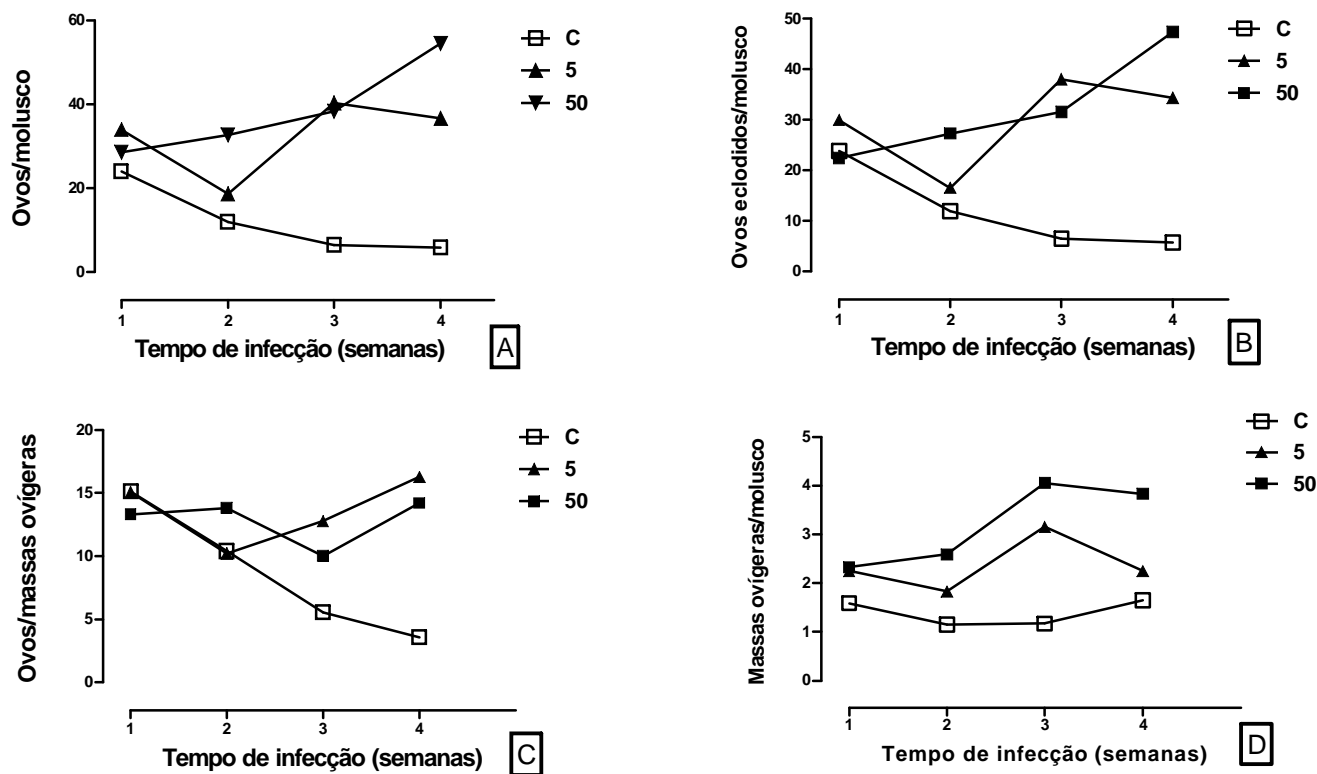 Ovos/molusco
60
40
20
0
1 2 3 4
Tempo de infecção (semanas)
A
C
5
50
Ovos eclodidos/molusco
50
40
30
20
10
0
1 2 3 4
Tempo de infecção (semanas)
B
C
5
50
Ovos/massas ovígeras
20
15
10
5
0
1 2 3 4
Tempo de infecção (semanas)
C
C
5
50
Massas ovígeras/molusco
5
4
3
2
1
0
1 2 3 4
Tempo de infecção (semanas)
D
C
5
50